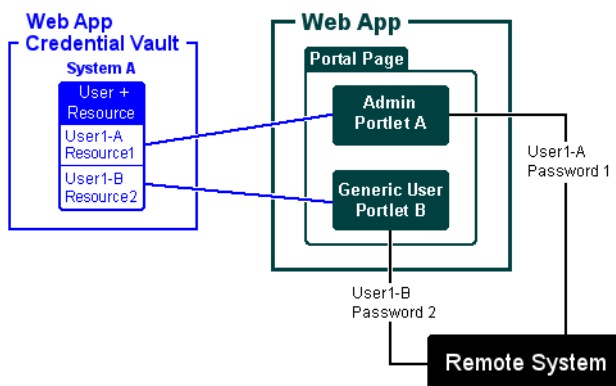 Web App
Credential Vault
System A
User +
Resource
User1-A
Resource1
User1-B
Resource2
Web App
Portal Page
Admin
Portlet A
Generic User
Portlet B
User1-A
Password 1
User1-B
Password 2
Remote System